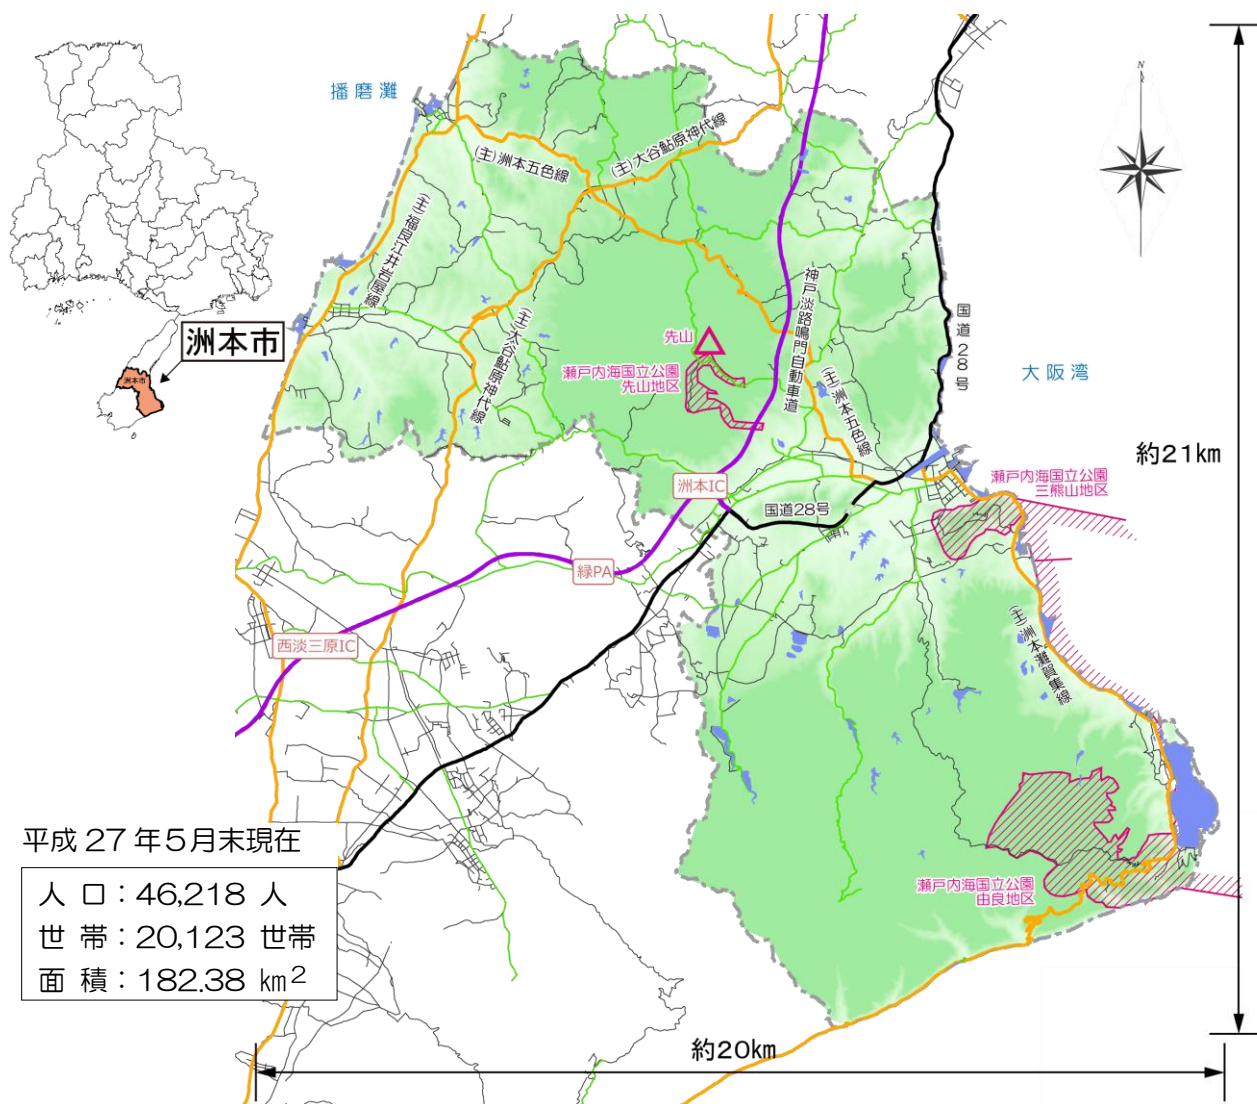 播磨灘
N
(主)洲本五色線
(主)大谷鮎原神代線
(主)福良江井岩屋線
洲本市
洲本市
(主)大谷鮎原神代線
先山
瀬戸内海国立公園
先山地区
神戸淡路鳴門自動車道
(主)洲本五色線
国道28号
大阪湾
約21km
洲本IC
国道28号
瀬戸内海国立公園
三熊山地区
緑PA
西淡三原IC
(主)洲本灘賀集線
瀬戸内海国立公園
由良地区
平成27年5月末現在
人口:46,218人
世帯:20,123世帯
面積:182.38 km2
約20km